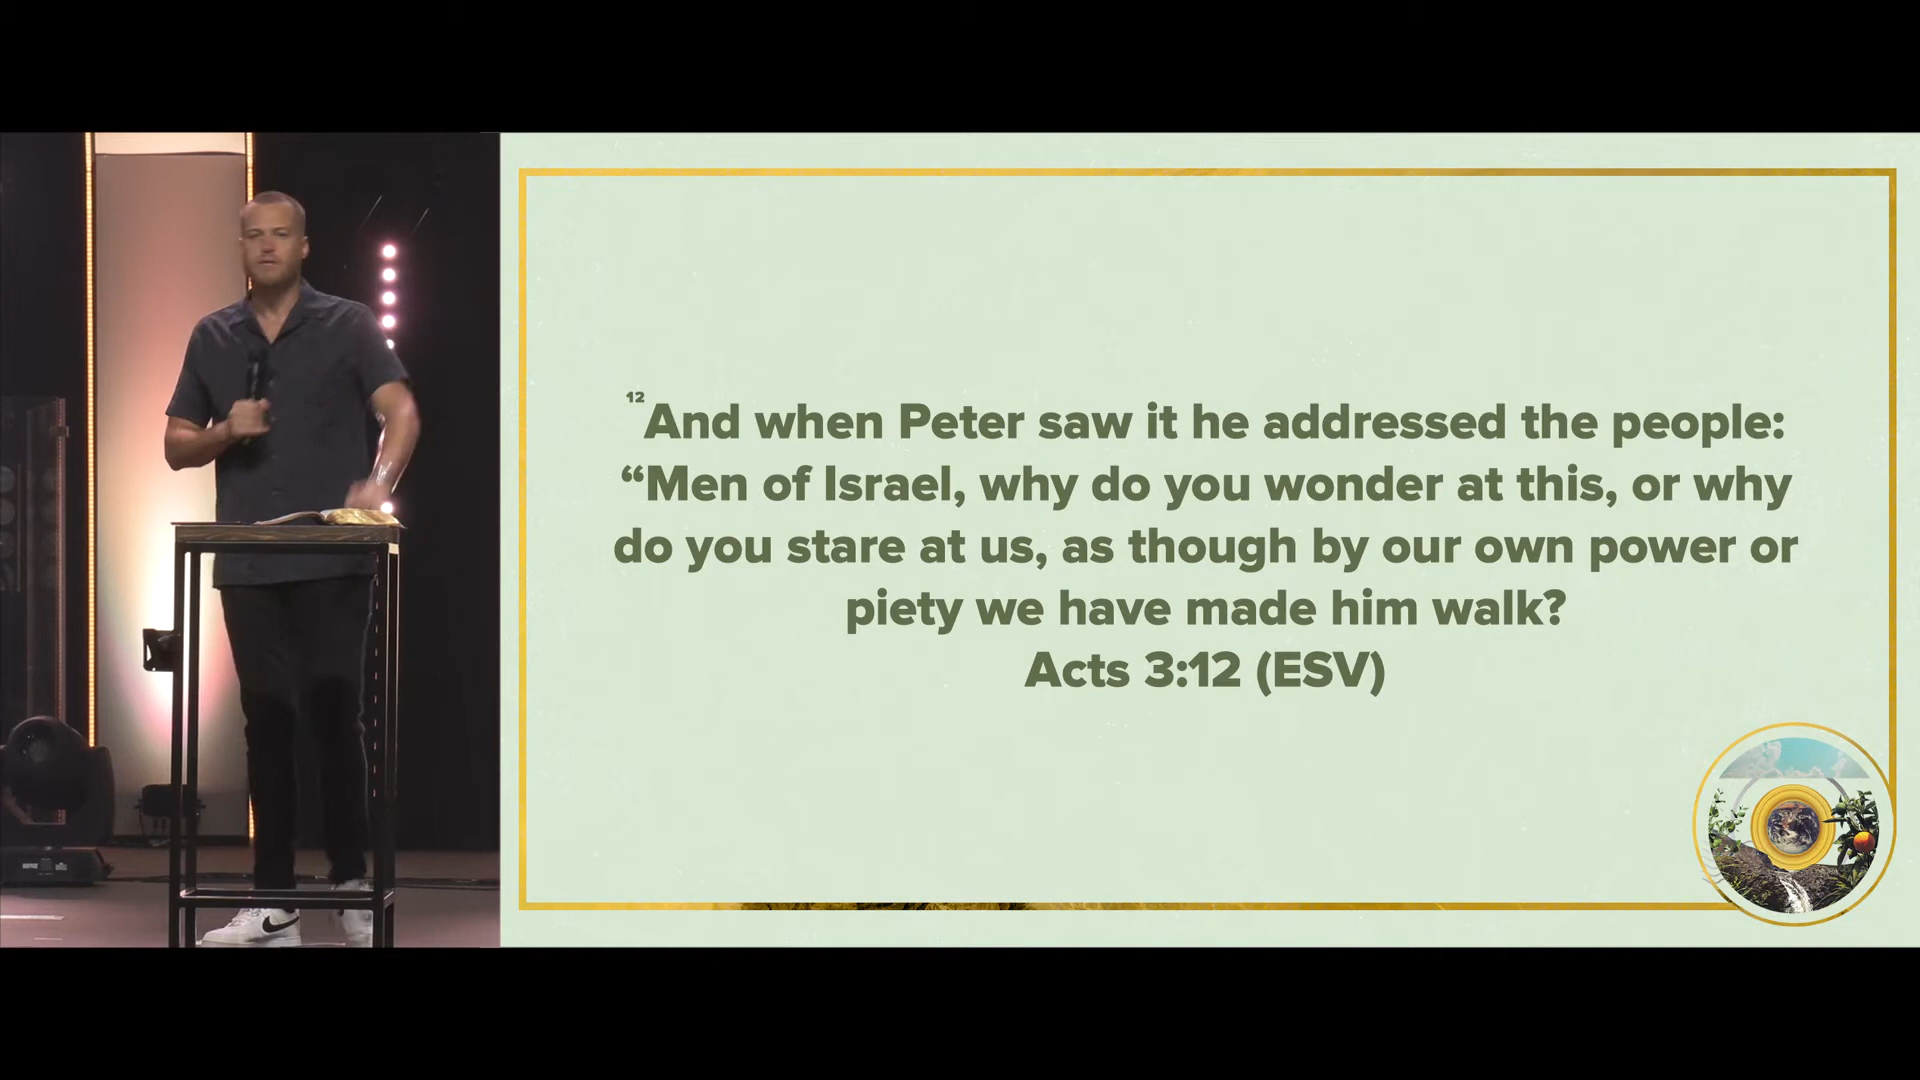 12 And when Peter saw it he addressed the people:
“Men of Israel, why do you wonder at this, or why
do you stare at us, as though by our own power or
piety we have made him walk?
Acts 3:12 (ESV)